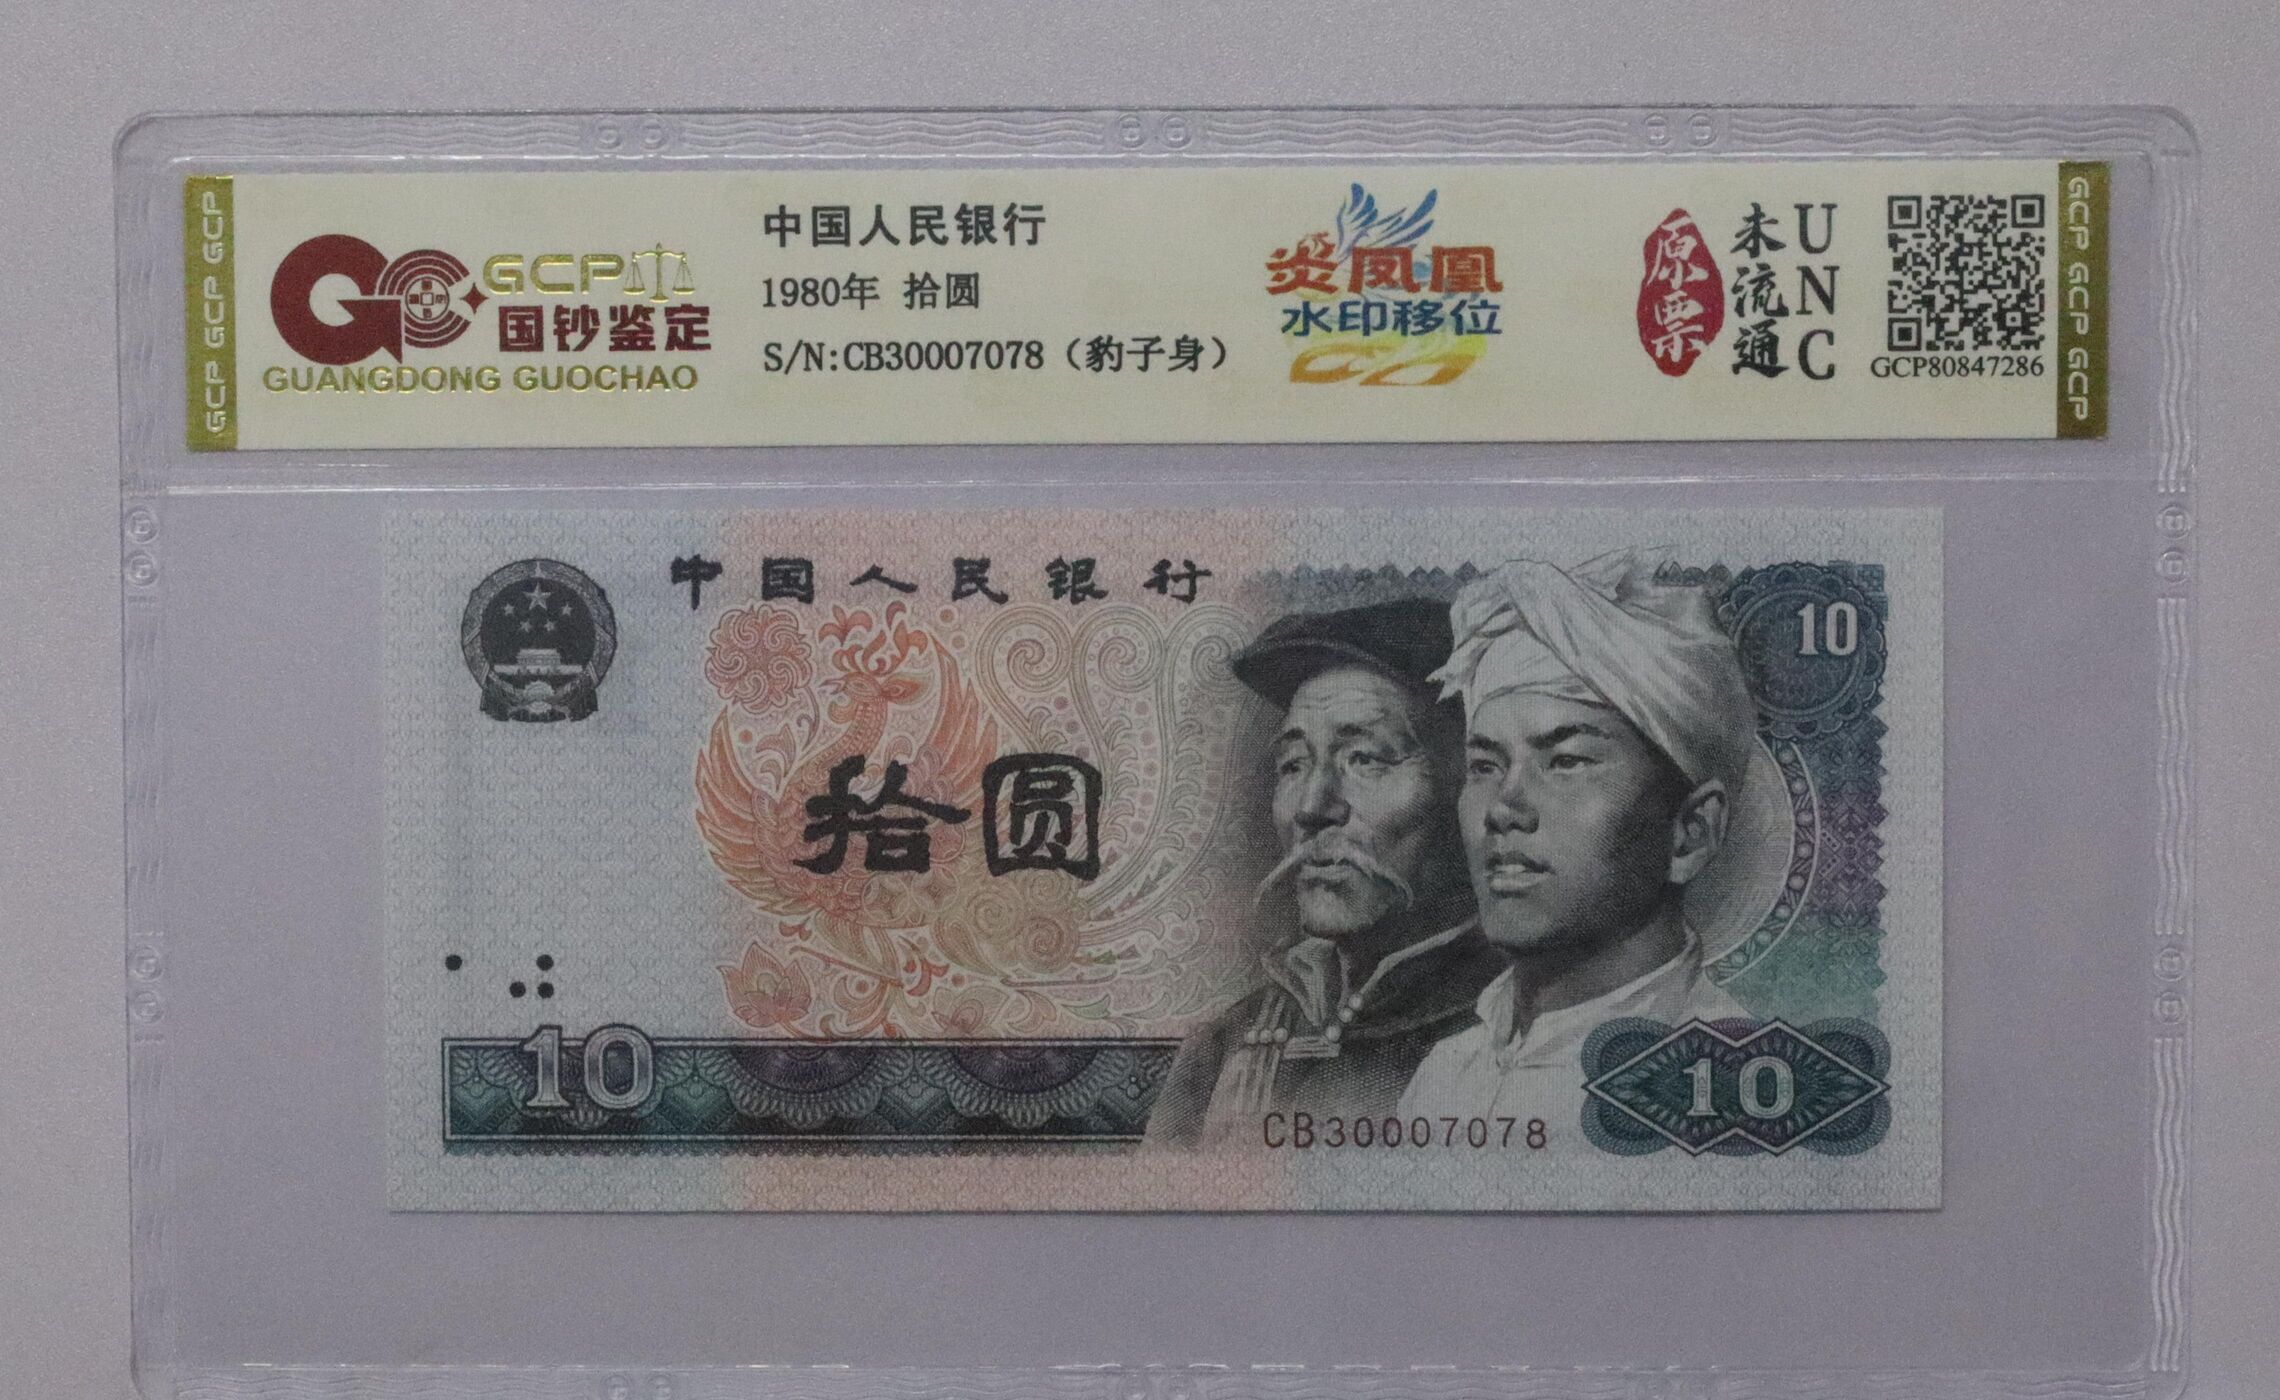 GCP GCP GCP
GCP
国钞鉴定
GUANGDONG GUOCHAO
中国人民银行
1980年 拾圆
S/N:CB30007078（豹子身）
炎凤凰
水印移位
原票
未流通
UNC
GCP80847286
GCP GCP GCP
中国人民银行
10
拾圆
10
10
CB30007078